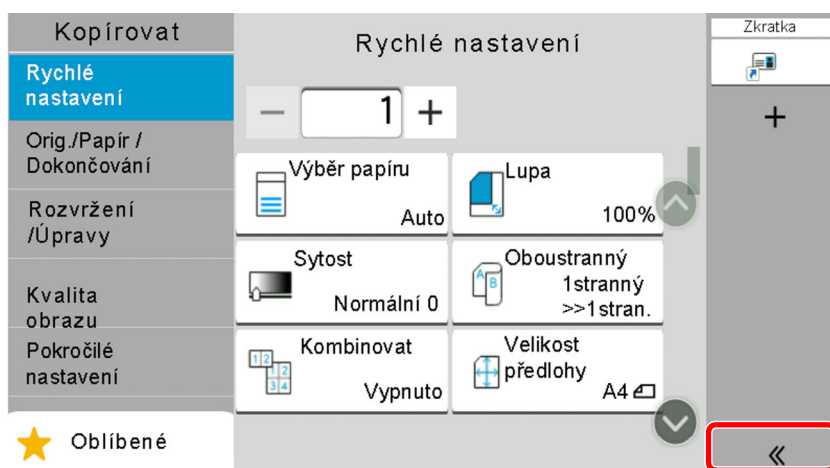 Kopírovat
Rychlé
nastavení
Orig./Papír /
Dokončování
Rozvržení
/Úpravy
Kvalita
obrazu
Pokročilé
nastavení
Oblíbené
Rychlé nastavení
1
Výběr papíru
Auto
Lupa
100%
Sytost
Normální 0
Oboustranný
1stranný
>>1stran.
Kombinovat
Vypnuto
Velikost
předlohy
A4
Zkratka